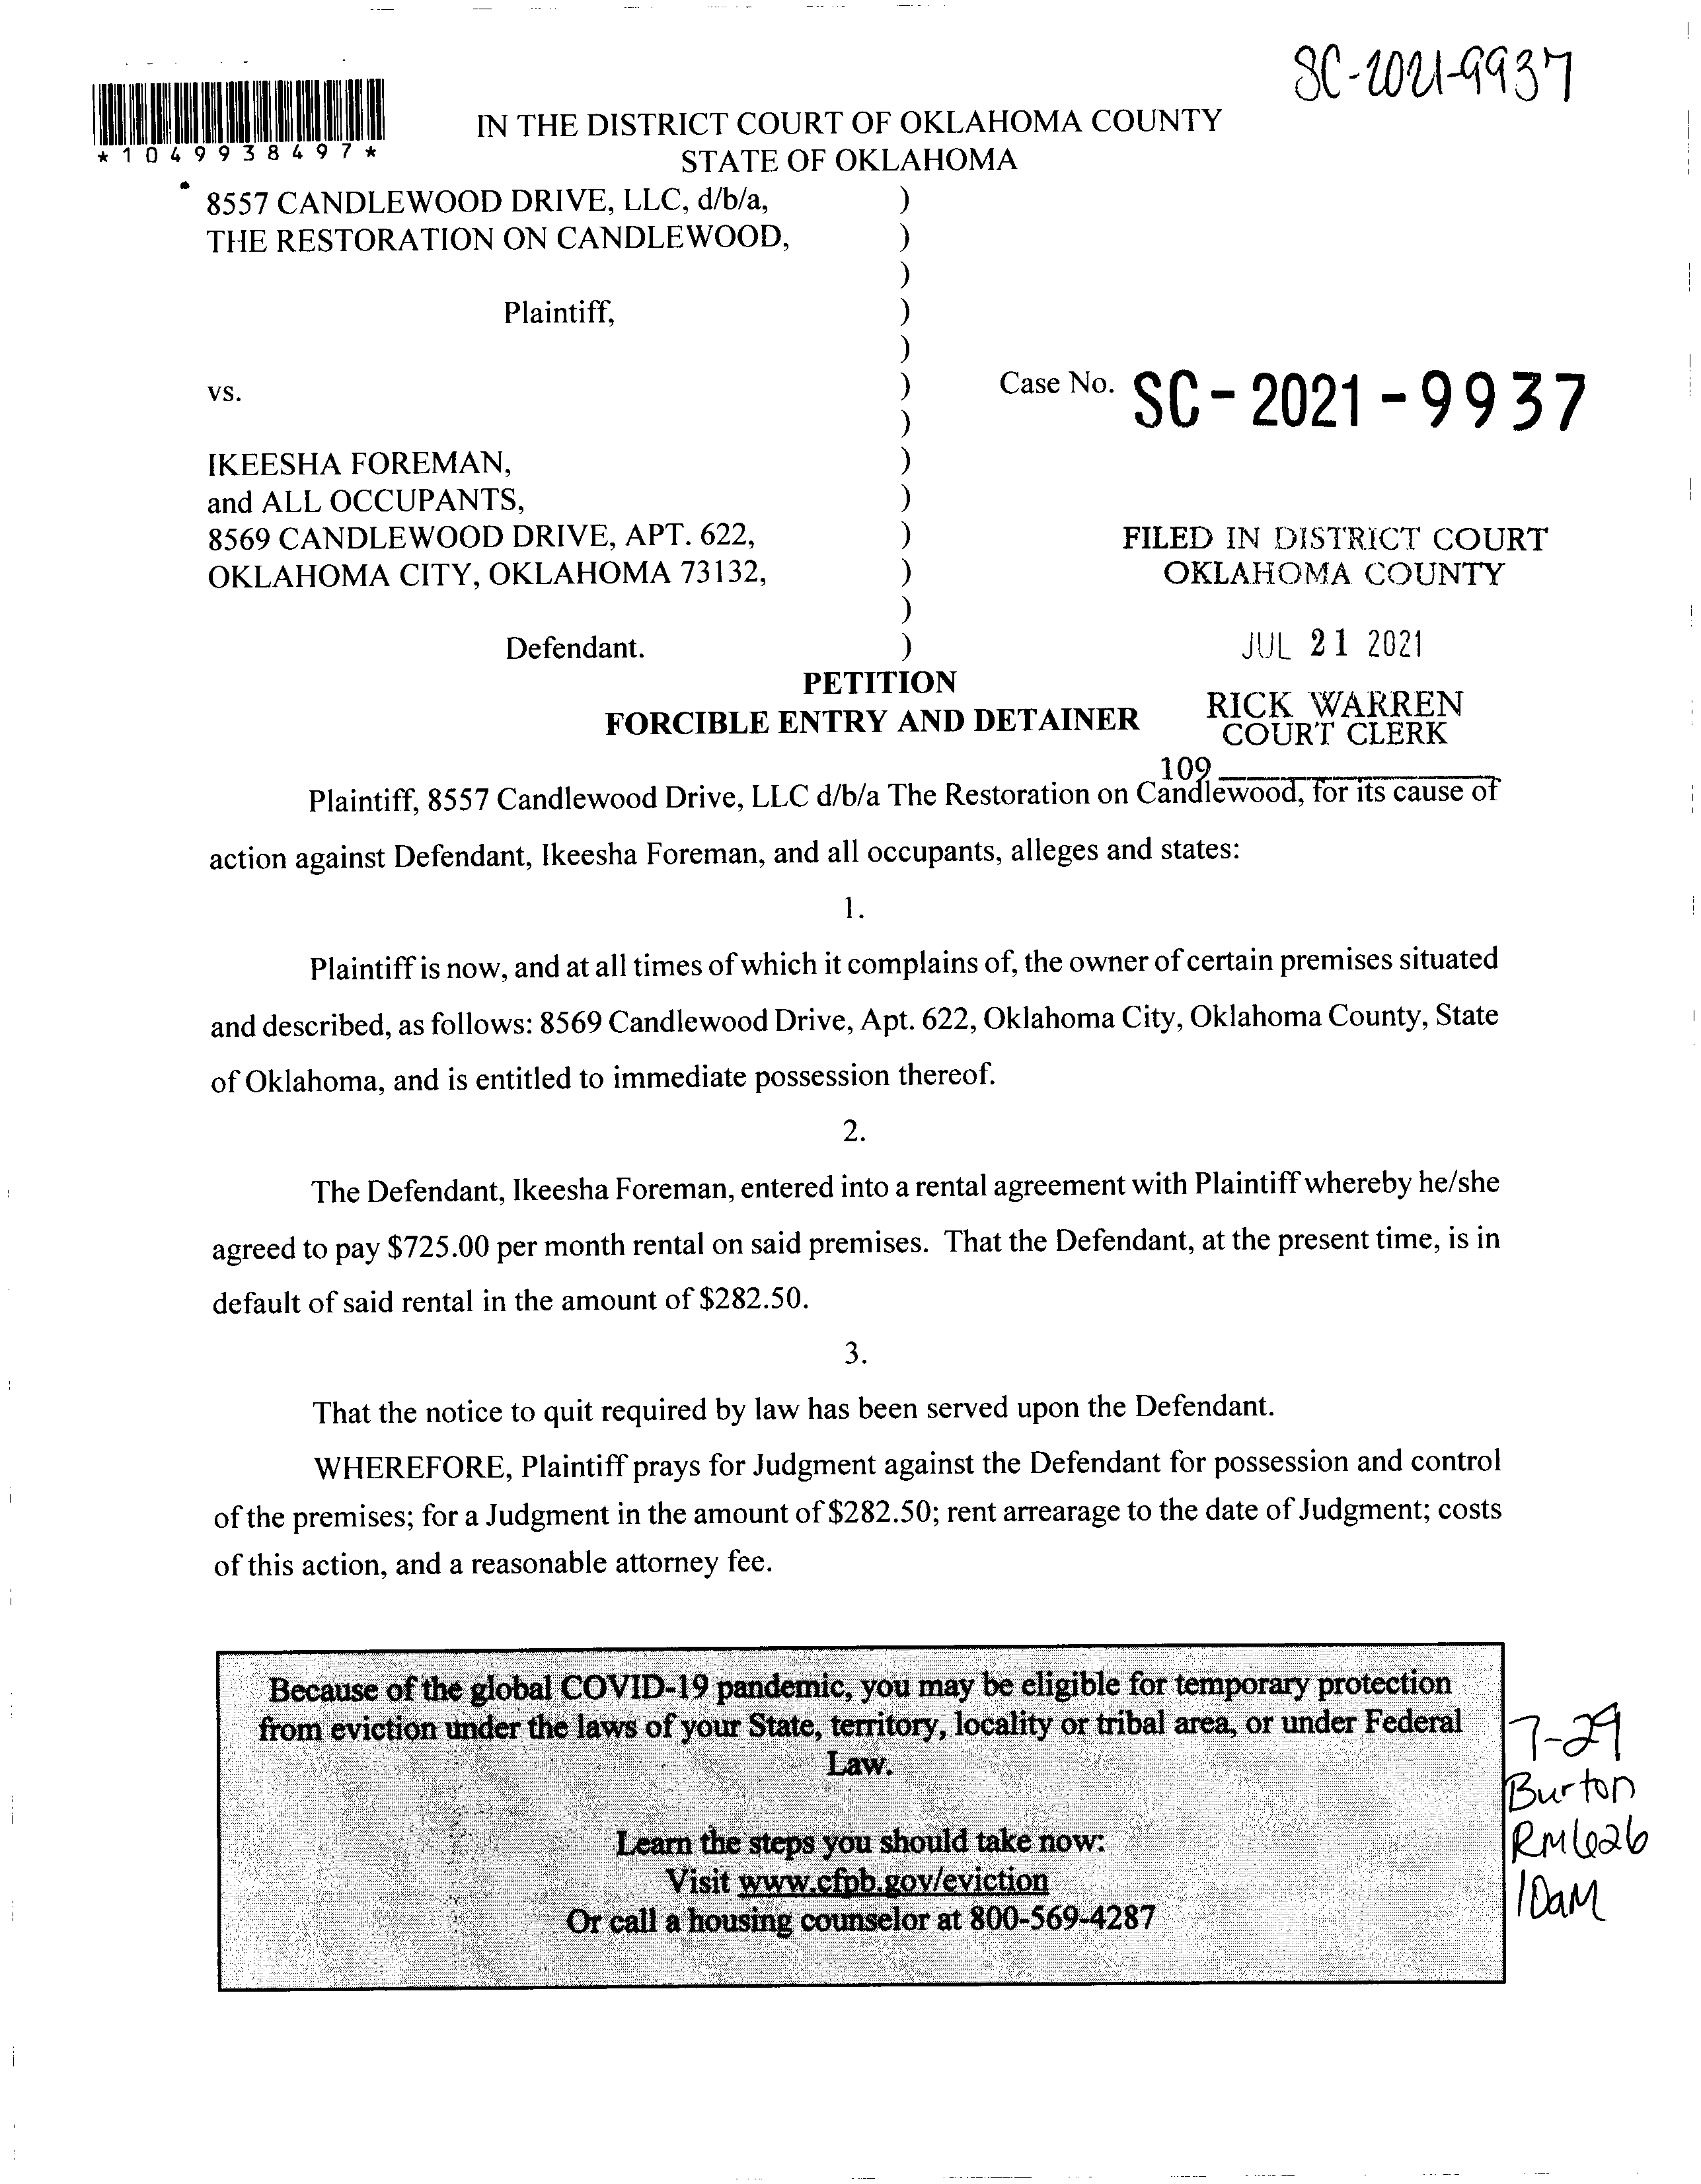 SC-2021-9937
*1049938497*
IN THE DISTRICT COURT OF OKLAHOMA COUNTY
STATE OF OKLAHOMA
8557 CANDLEWOOD DRIVE, LLC, d/b/a, )
THE RESTORATION ON CANDLEWOOD, )
)
Plaintiff, )
)
vs. )
Case No. SC-2021-9937
)
IKEESHA FOREMAN, )
and ALL OCCUPANTS, )
8569 CANDLEWOOD DRIVE, APT. 622, )
OKLAHOMA CITY, OKLAHOMA 73132, )
)
Defendant. )
FILED IN DISTRICT COURT
OKLAHOMA COUNTY
JUL 21 2021
RICK WARREN
COURT CLERK
109
PETITION
FORCIBLE ENTRY AND DETAINER
Plaintiff, 8557 Candlewood Drive, LLC d/b/a The Restoration on Candlewood, for its cause of
action against Defendant, Ikeesha Foreman, and all occupants, alleges and states:
1.
Plaintiff is now, and at all times of which it complains of, the owner of certain premises situated
and described, as follows: 8569 Candlewood Drive, Apt. 622, Oklahoma City, Oklahoma County, State
of Oklahoma, and is entitled to immediate possession thereof.
2.
The Defendant, Ikeesha Foreman, entered into a rental agreement with Plaintiff whereby he/she
agreed to pay $725.00 per month rental on said premises. That the Defendant, at the present time, is in
default of said rental in the amount of $282.50.
3.
That the notice to quit required by law has been served upon the Defendant.
WHEREFORE, Plaintiff prays for Judgment against the Defendant for possession and control
of the premises; for a Judgment in the amount of $282.50; rent arrearage to the date of Judgment; costs
of this action, and a reasonable attorney fee.
Because of the global COVID-19 pandemic, you may be eligible for temporary protection
from eviction under the laws of your State, territory, locality or tribal area, or under Federal
Law.
Learn the steps you should take now:
Visit www.cfpb.gov/eviction
Or call a housing counselor at 800-569-4287
7-29
Burton
RM 626
10am